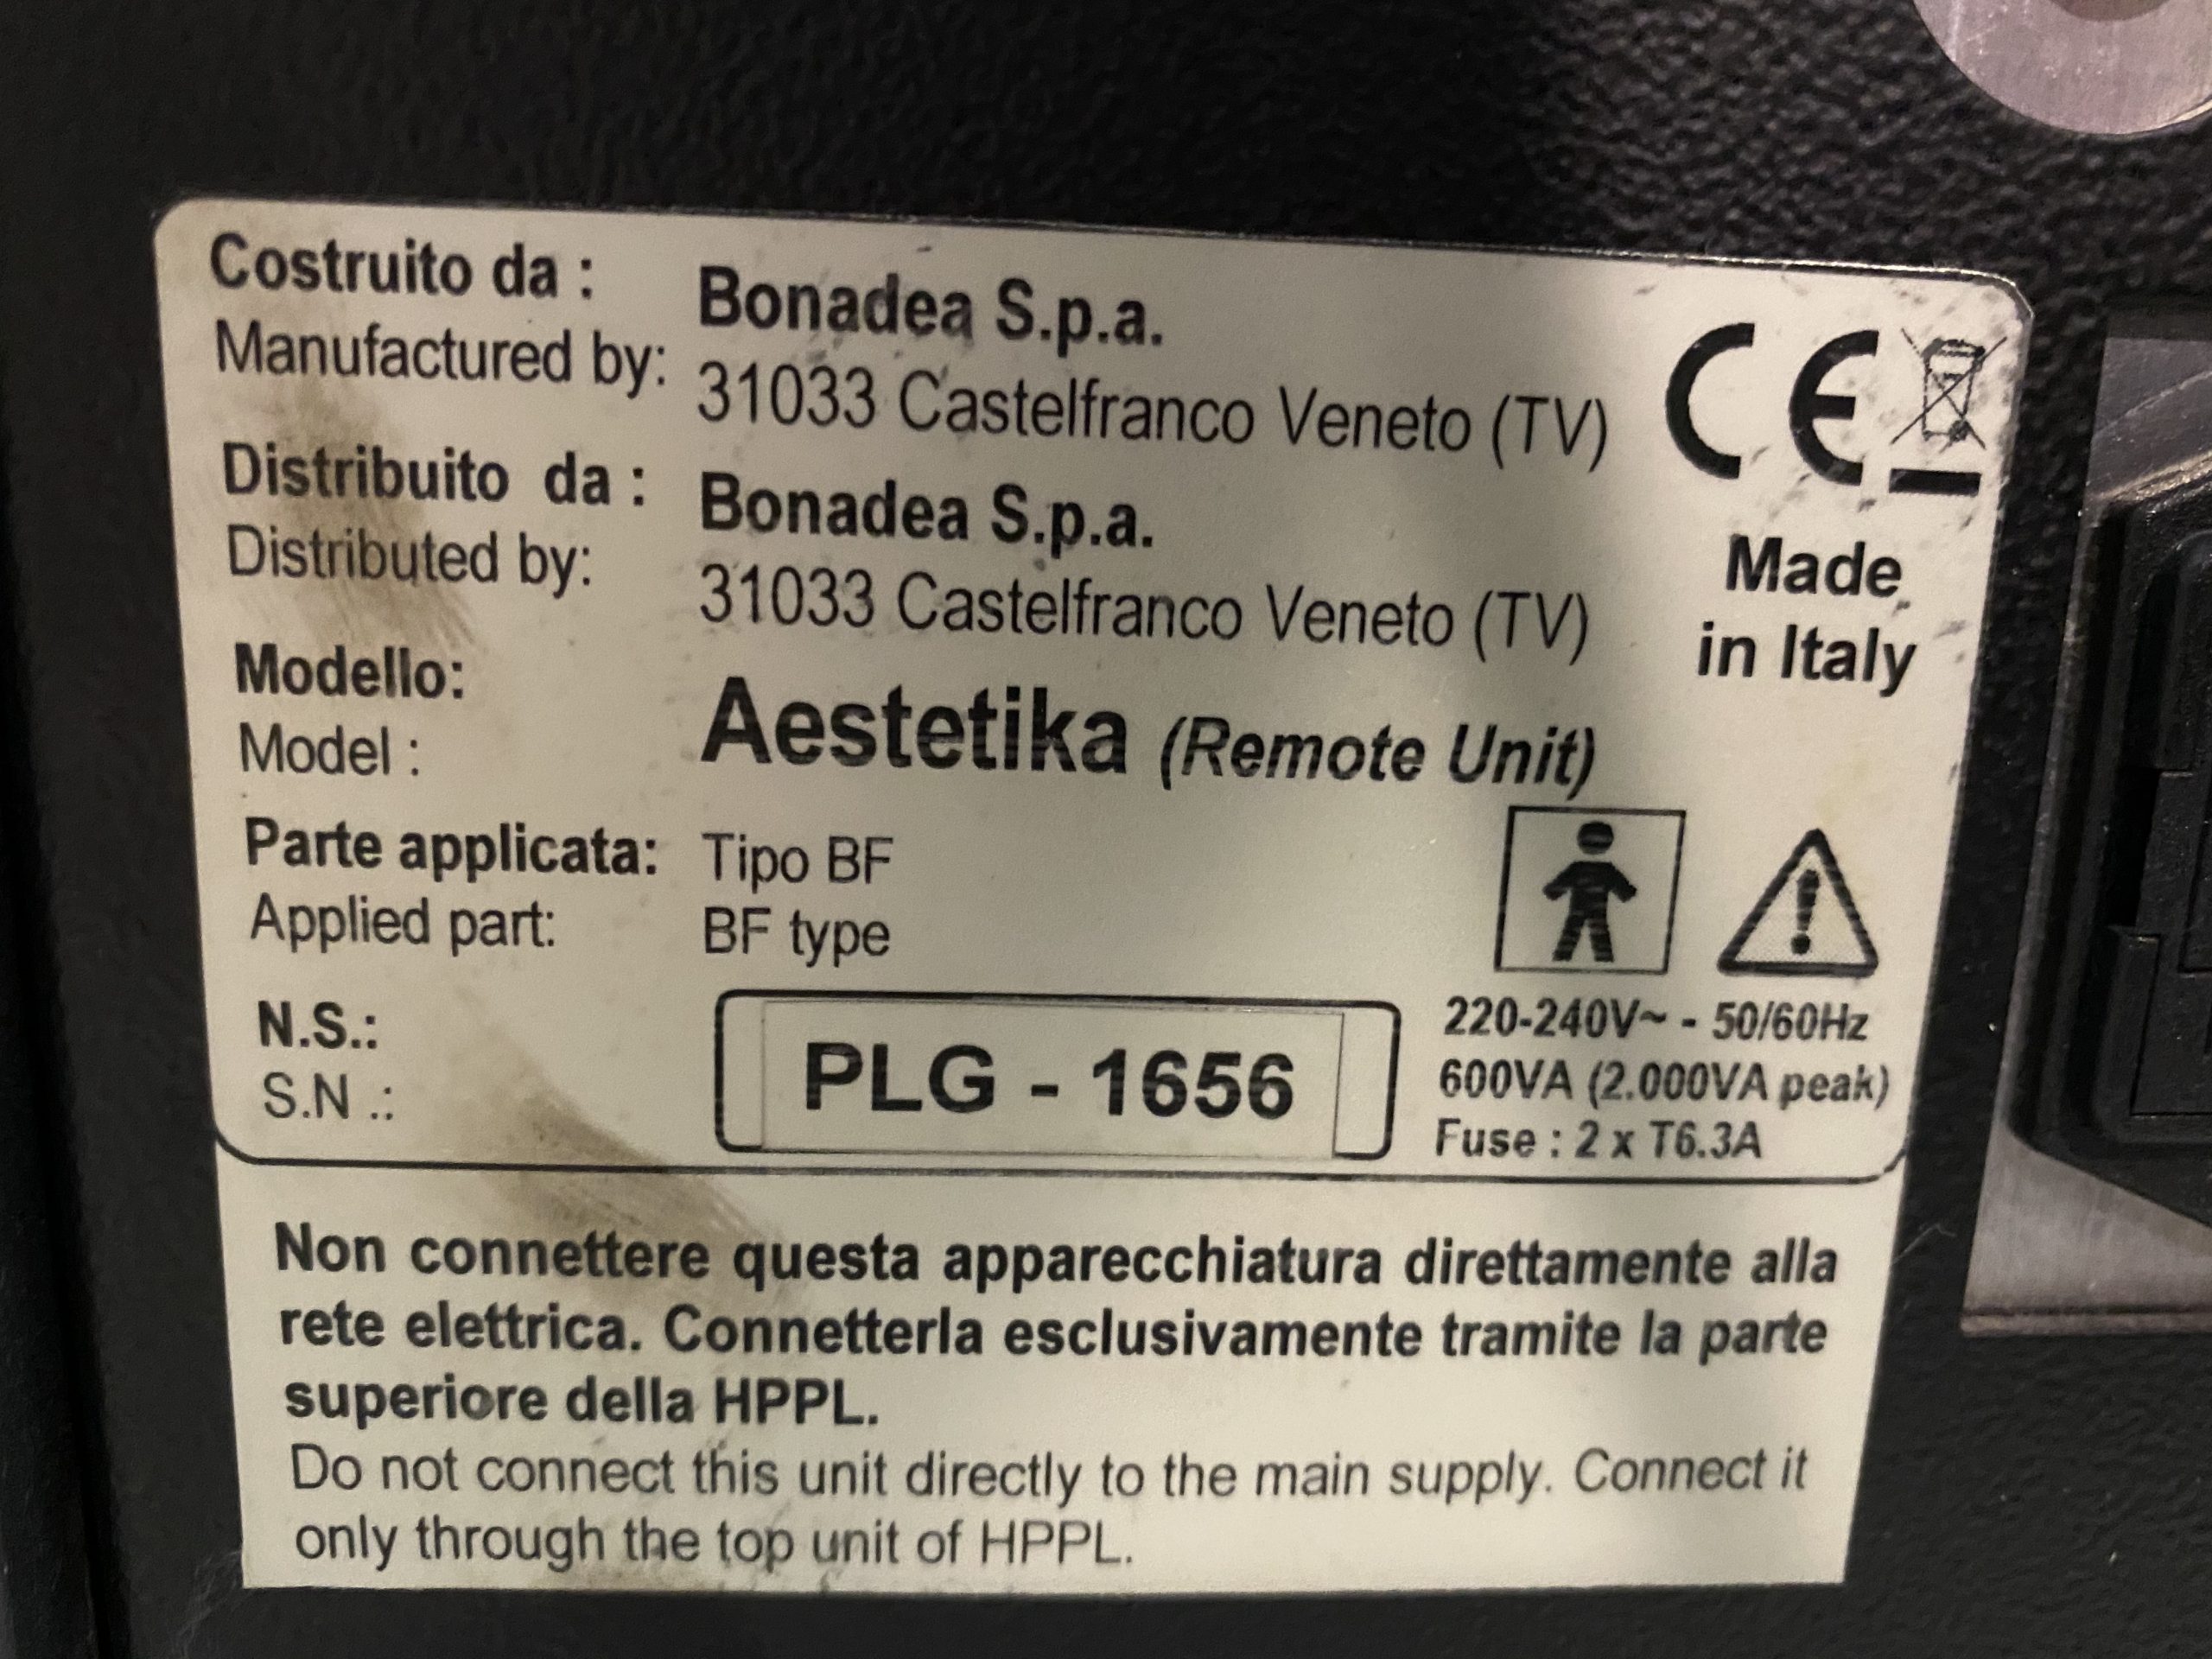 Costruito da :
Manufactured by:
Bonadea S.p.a.
31033 Castelfranco Veneto (TV)
CE
Distribuito da :
Distributed by:
Bonadea S.p.a.
31033 Castelfranco Veneto (TV)
Made
in Italy
Modello:
Model :
Aestetika (Remote Unit)
Parte applicata: Tipo BF
Applied part: BF type
N.S.:
S.N .:
PLG - 1656
220-240V~ - 50/60Hz
600VA (2.000VA peak)
Fuse : 2 x T6.3A
Non connettere questa apparecchiatura direttamente alla
rete elettrica. Connetterla esclusivamente tramite la parte
superiore della HPPL.
Do not connect this unit directly to the main supply. Connect it
only through the top unit of HPPL.